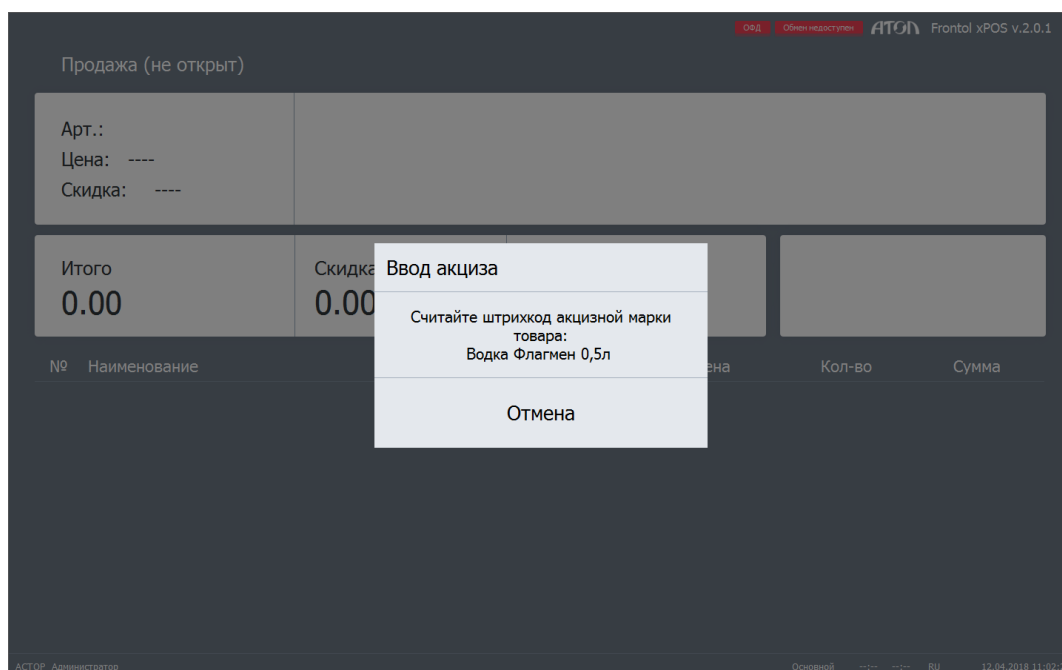 ОФД Обмен недоступен АТОЛ Frontol xPOS v.2.0.1
Продажа (не открыт)
Арт.:
Цена: ----
Скидка: ----
Итого
0.00
Скидка
0.00
Ввод акциза
Считайте штрихкод акцизной марки
товара:
Водка Флагмен 0,5л
Отмена
№ Наименование ена Кол-во Сумма
АСТОР Администратор Основной --:-- --:-- RU 12.04.2018 11:02: